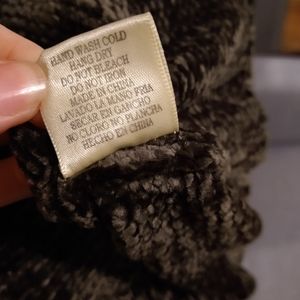 HAND WASH COLD
HANG DRY
DO NOT BLEACH
DO NOT IRON
MADE IN CHINA
LAVADO LA MANO FRIA
SECAR EN GANCHO
NO CLORO NO PLANCHA
HECHO EN CHINA